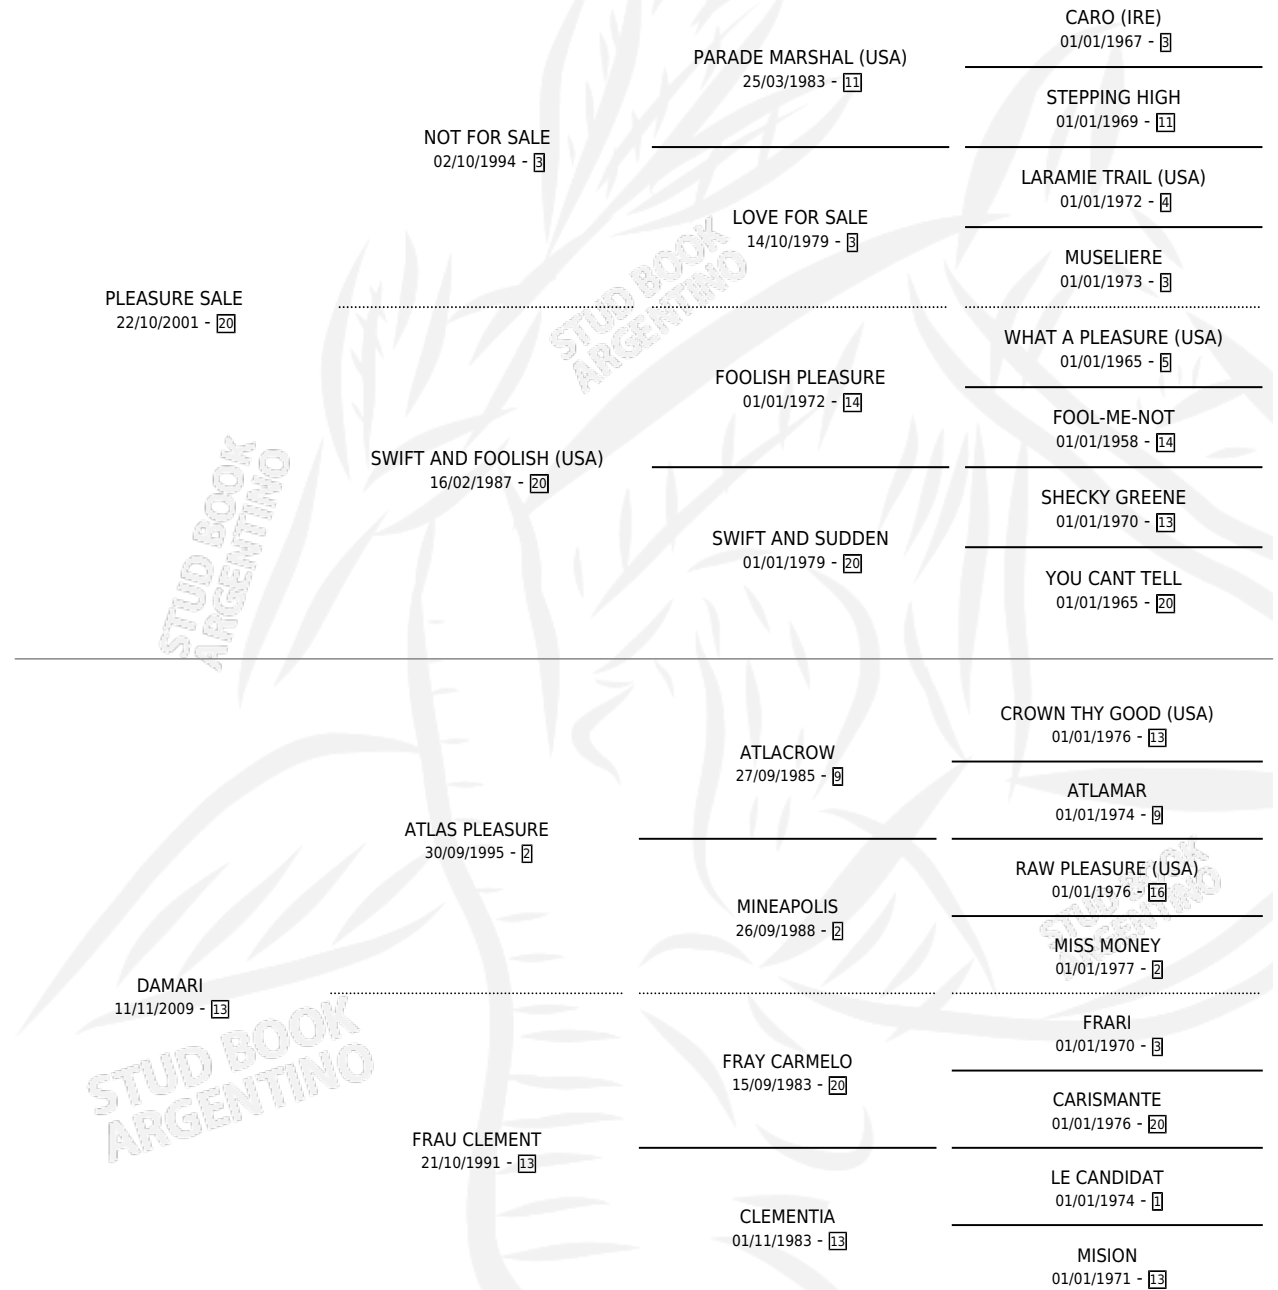 CARO (IRE)
01/01/1967 - 3
PARADE MARSHAL (USA)
25/03/1983 - 11
STEPPING HIGH
01/01/1969 - 11
NOT FOR SALE
02/10/1994 - 3
LARAMIE TRAIL (USA)
01/01/1972 - 4
LOVE FOR SALE
14/10/1979 - 3
MUSELIERE
01/01/1973 - 3
PLEASURE SALE
22/10/2001 - 20
WHAT A PLEASURE (USA)
01/01/1965 - 5
FOOLISH PLEASURE
01/01/1972 - 14
FOOL-ME-NOT
01/01/1958 - 14
SWIFT AND FOOLISH (USA)
16/02/1987 - 20
SHECKY GREENE
01/01/1970 - 13
SWIFT AND SUDDEN
01/01/1979 - 20
YOU CANT TELL
01/01/1965 - 20
STUD BOOK
ARGENTINO
STUD BOOK
ARGENTINO
CROWN THY GOOD (USA)
01/01/1976 - 13
ATLACROW
27/09/1985 - 9
ATLAMAR
01/01/1974 - 9
ATLAS PLEASURE
30/09/1995 - 2
RAW PLEASURE (USA)
01/01/1976 - 16
MINEAPOLIS
26/09/1988 - 2
MISS MONEY
01/01/1977 - 2
STUD BOOK
ARGENTINO
DAMARI
11/11/2009 - 13
FRARI
01/01/1970 - 3
FRAY CARMELO
15/09/1983 - 20
CARISMANTE
01/01/1976 - 20
STUD BOOK
ARGENTINO
FRAU CLEMENT
21/10/1991 - 13
LE CANDIDAT
01/01/1974 - 1
CLEMENTIA
01/11/1983 - 13
MISION
01/01/1971 - 13